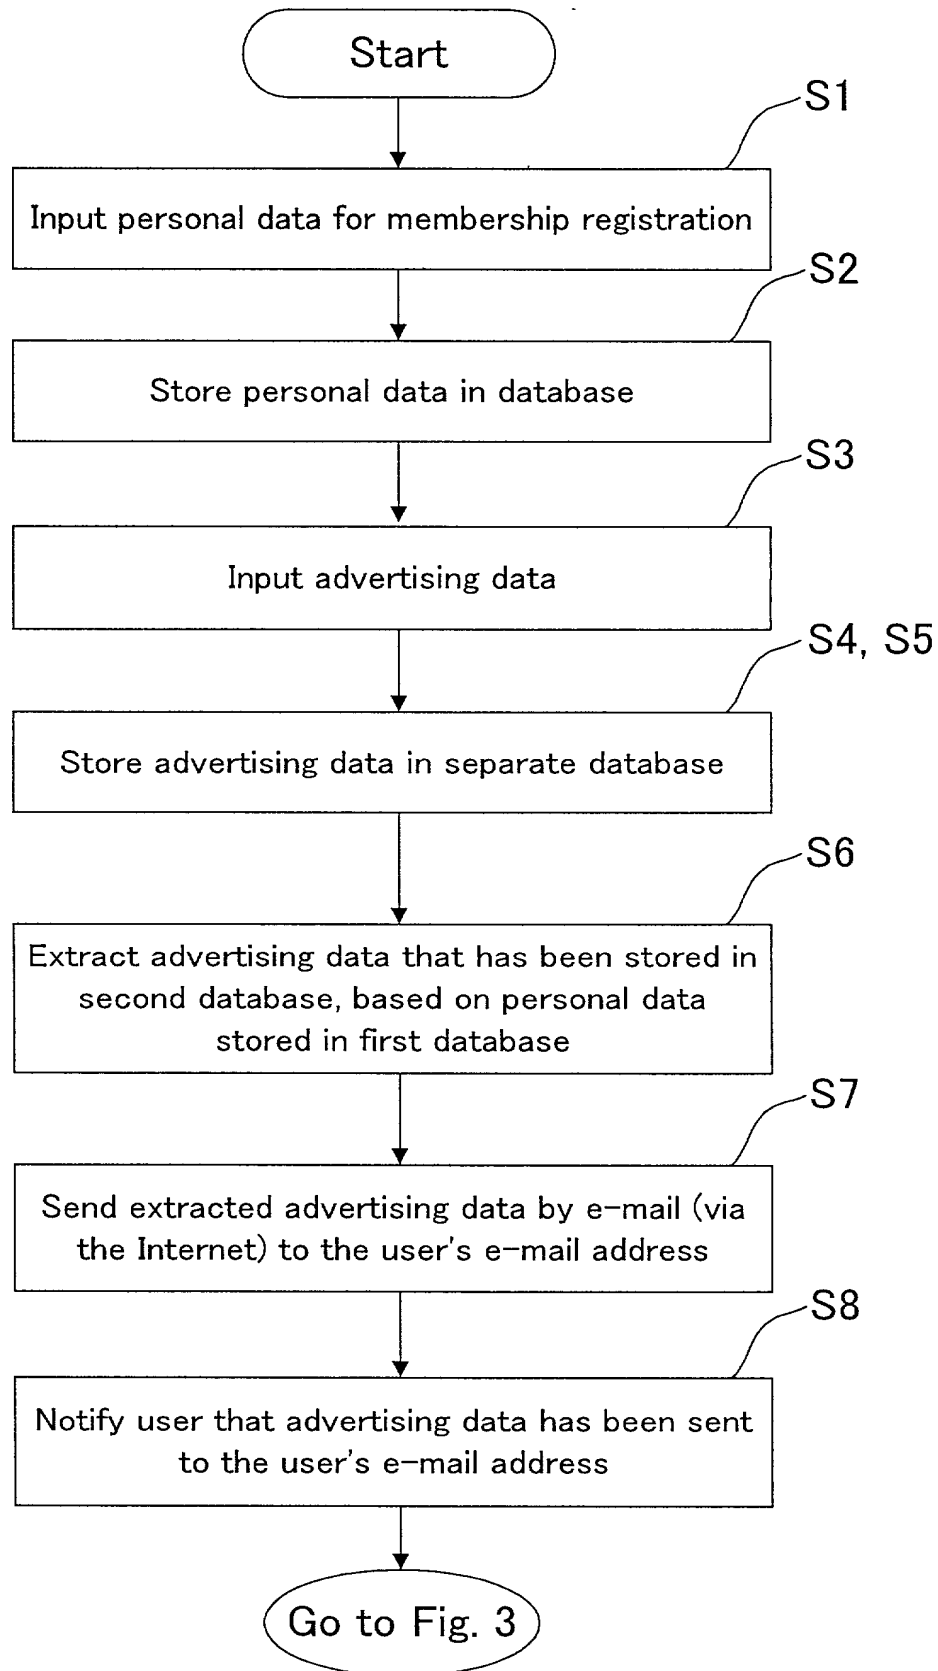 Start
S1
Input personal data for membership registration
S2
Store personal data in database
S3
Input advertising data
S4, S5
Store advertising data in separate database
S6
Extract advertising data that has been stored in
second database, based on personal data
stored in first database
S7
Send extracted advertising data by e-mail (via
the Internet) to the user's e-mail address
S8
Notify user that advertising data has been sent
to the user's e-mail address
Go to Fig. 3